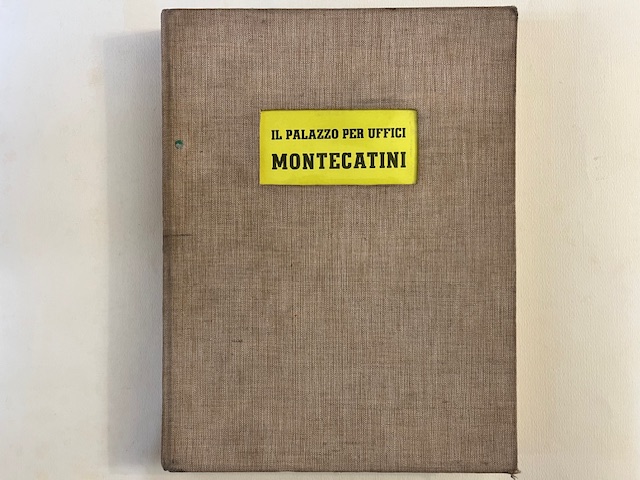 IL PALAZZO PER UFFICI
MONTECATINI